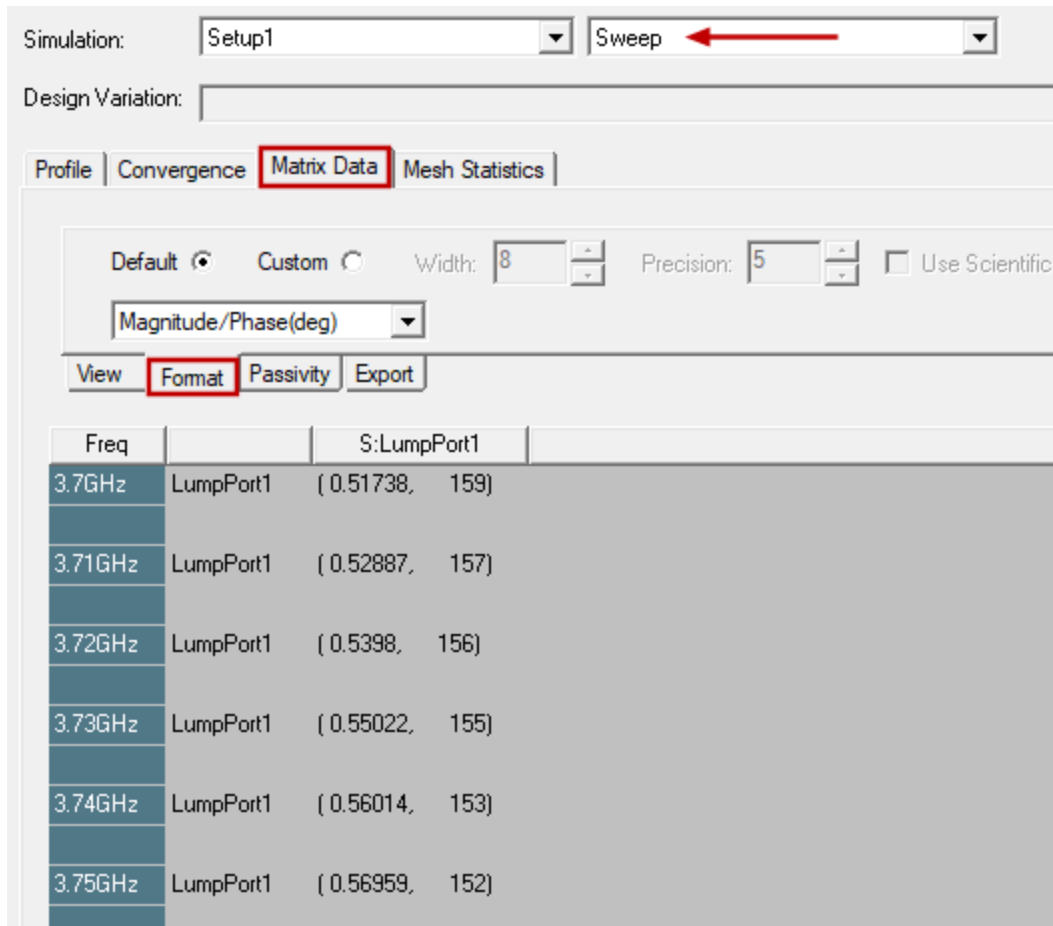 Simulation: Setup1 Sweep
Design Variation:
Profile Convergence Matrix Data Mesh Statistics
Default Custom Width: 8 Precision: 5 Use Scientific
Magnitude/Phase(deg)
View Format Passivity Export
Freq S:LumpPort1
3.7GHz LumpPort1 ( 0.51738, 159)
3.71GHz LumpPort1 ( 0.52887, 157)
3.72GHz LumpPort1 ( 0.5398, 156)
3.73GHz LumpPort1 ( 0.55022, 155)
3.74GHz LumpPort1 ( 0.56014, 153)
3.75GHz LumpPort1 ( 0.56959, 152)